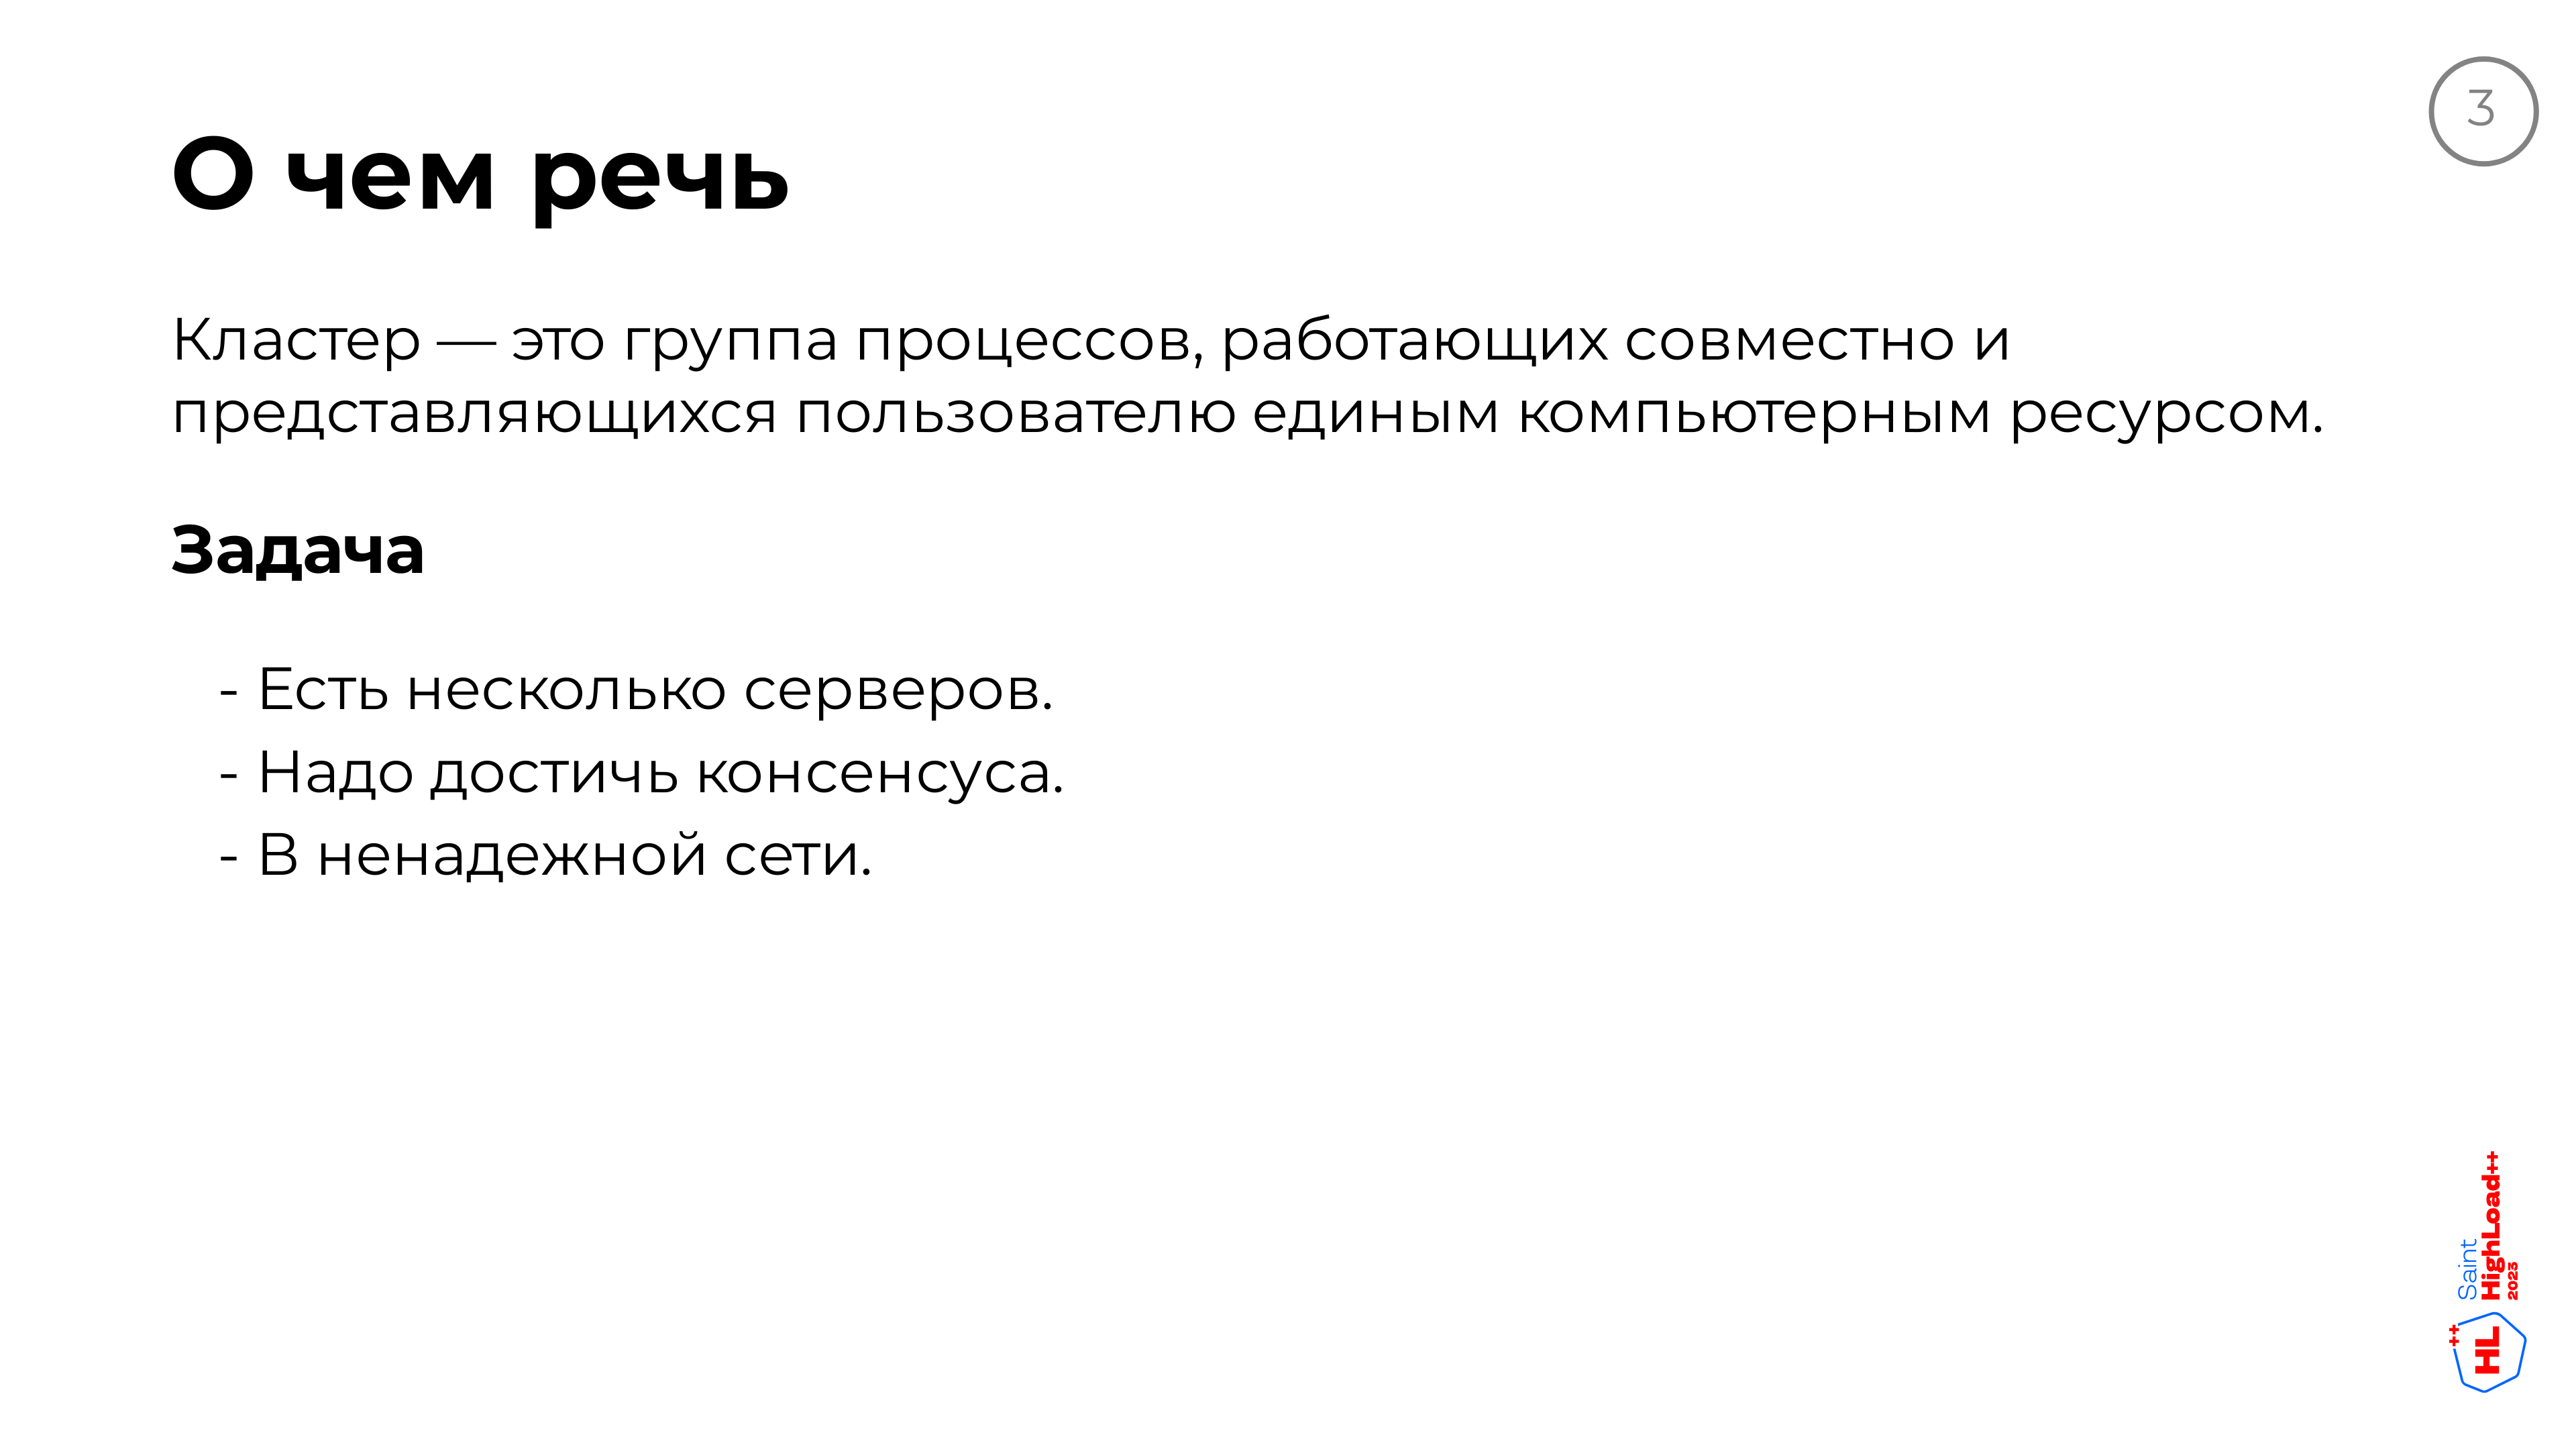 3
О чем речь
Кластер — это группа процессов, работающих совместно и
представляющихся пользователю единым компьютерным ресурсом.
Задача
- Есть несколько серверов.
- Надо достичь консенсуса.
- В ненадежной сети.
Saint
HighLoad++
2023
HL++